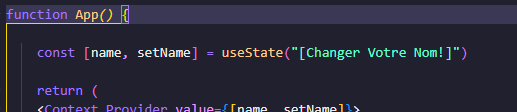 function App() {
const [name, setName] = useState("[Changer Votre Nom!]")
return (
<Context.Provider value={[name, setName]}>